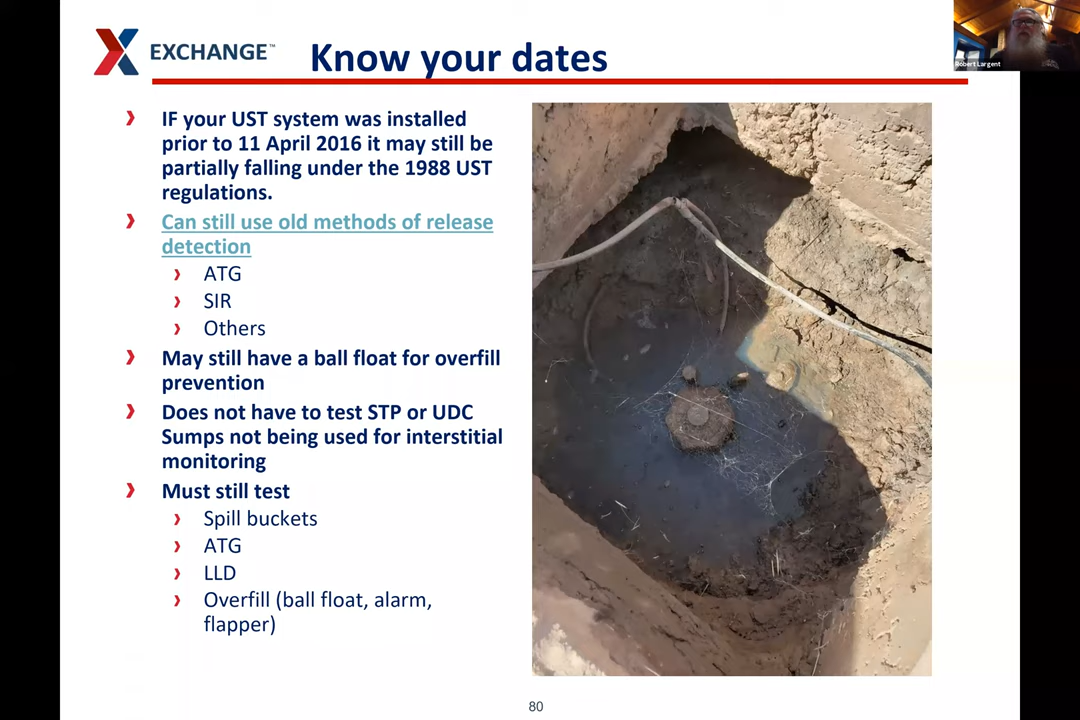 EXCHANGE™
Know your dates
Robert Largent
IF your UST system was installed
prior to 11 April 2016 it may still be
partially falling under the 1988 UST
regulations.
Can still use old methods of release
detection
ATG
SIR
Others
May still have a ball float for overfill
prevention
Does not have to test STP or UDC
Sumps not being used for interstitial
monitoring
Must still test
Spill buckets
ATG
LLD
Overfill (ball float, alarm,
flapper)
80